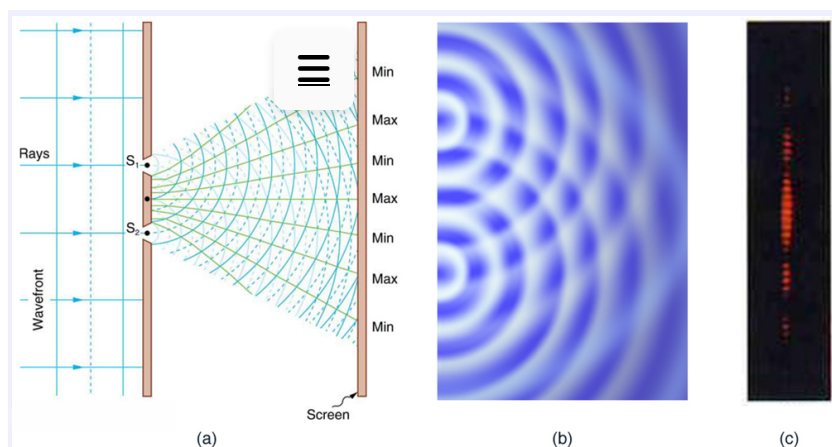 Min
Max
Rays
S1
Min
Max
S2
Min
Wavefront
Max
Min
Screen
(a)
(b)
(c)